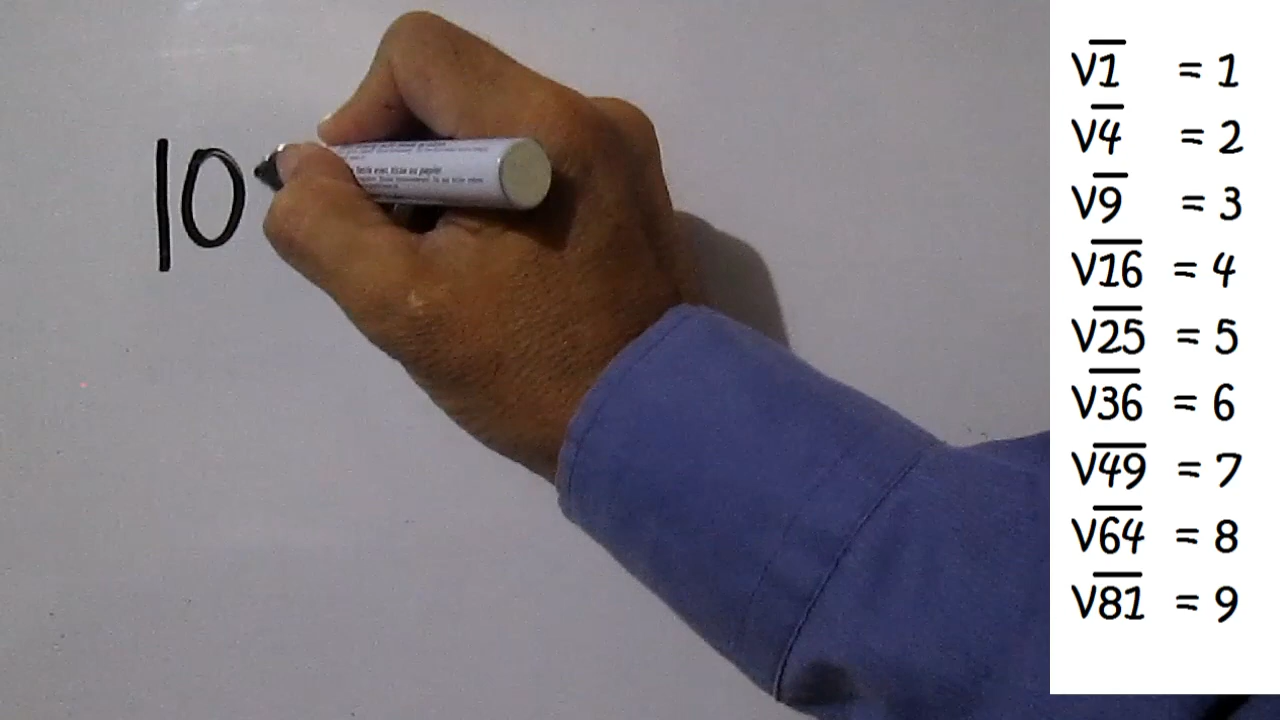 10
√1 = 1
√4 = 2
√9 = 3
√16 = 4
√25 = 5
√36 = 6
√49 = 7
√64 = 8
√81 = 9